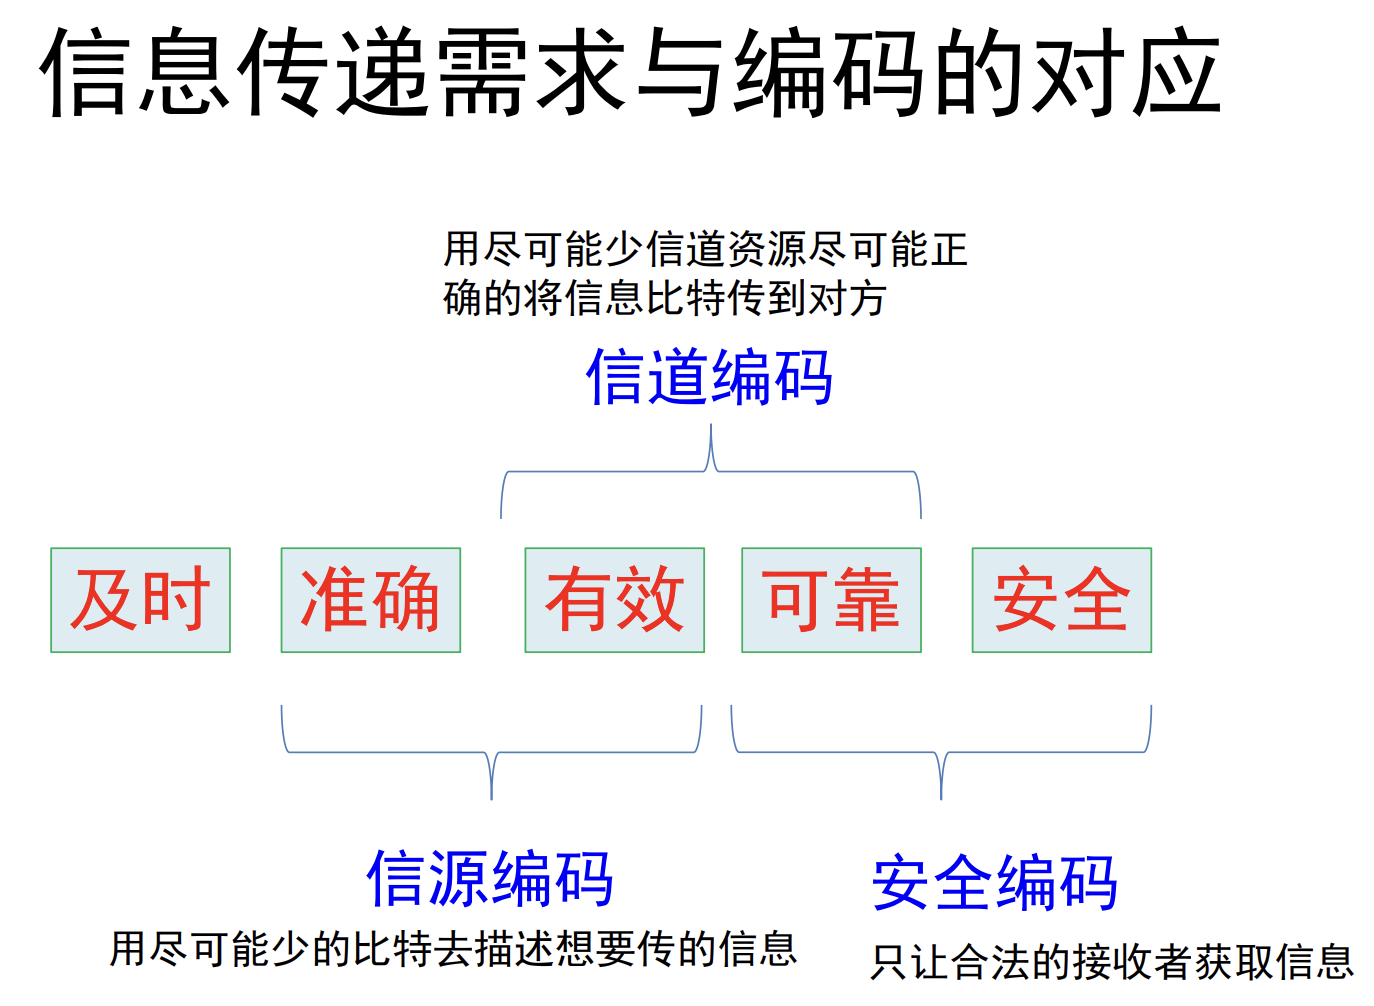 信息传递需求与编码的对应
用尽可能少信道资源尽可能正
确的将信息比特传到对方
信道编码
及时
准确
有效
可靠
安全
信源编码
用尽可能少的比特去描述想要传的信息
安全编码
只让合法的接收者获取信息